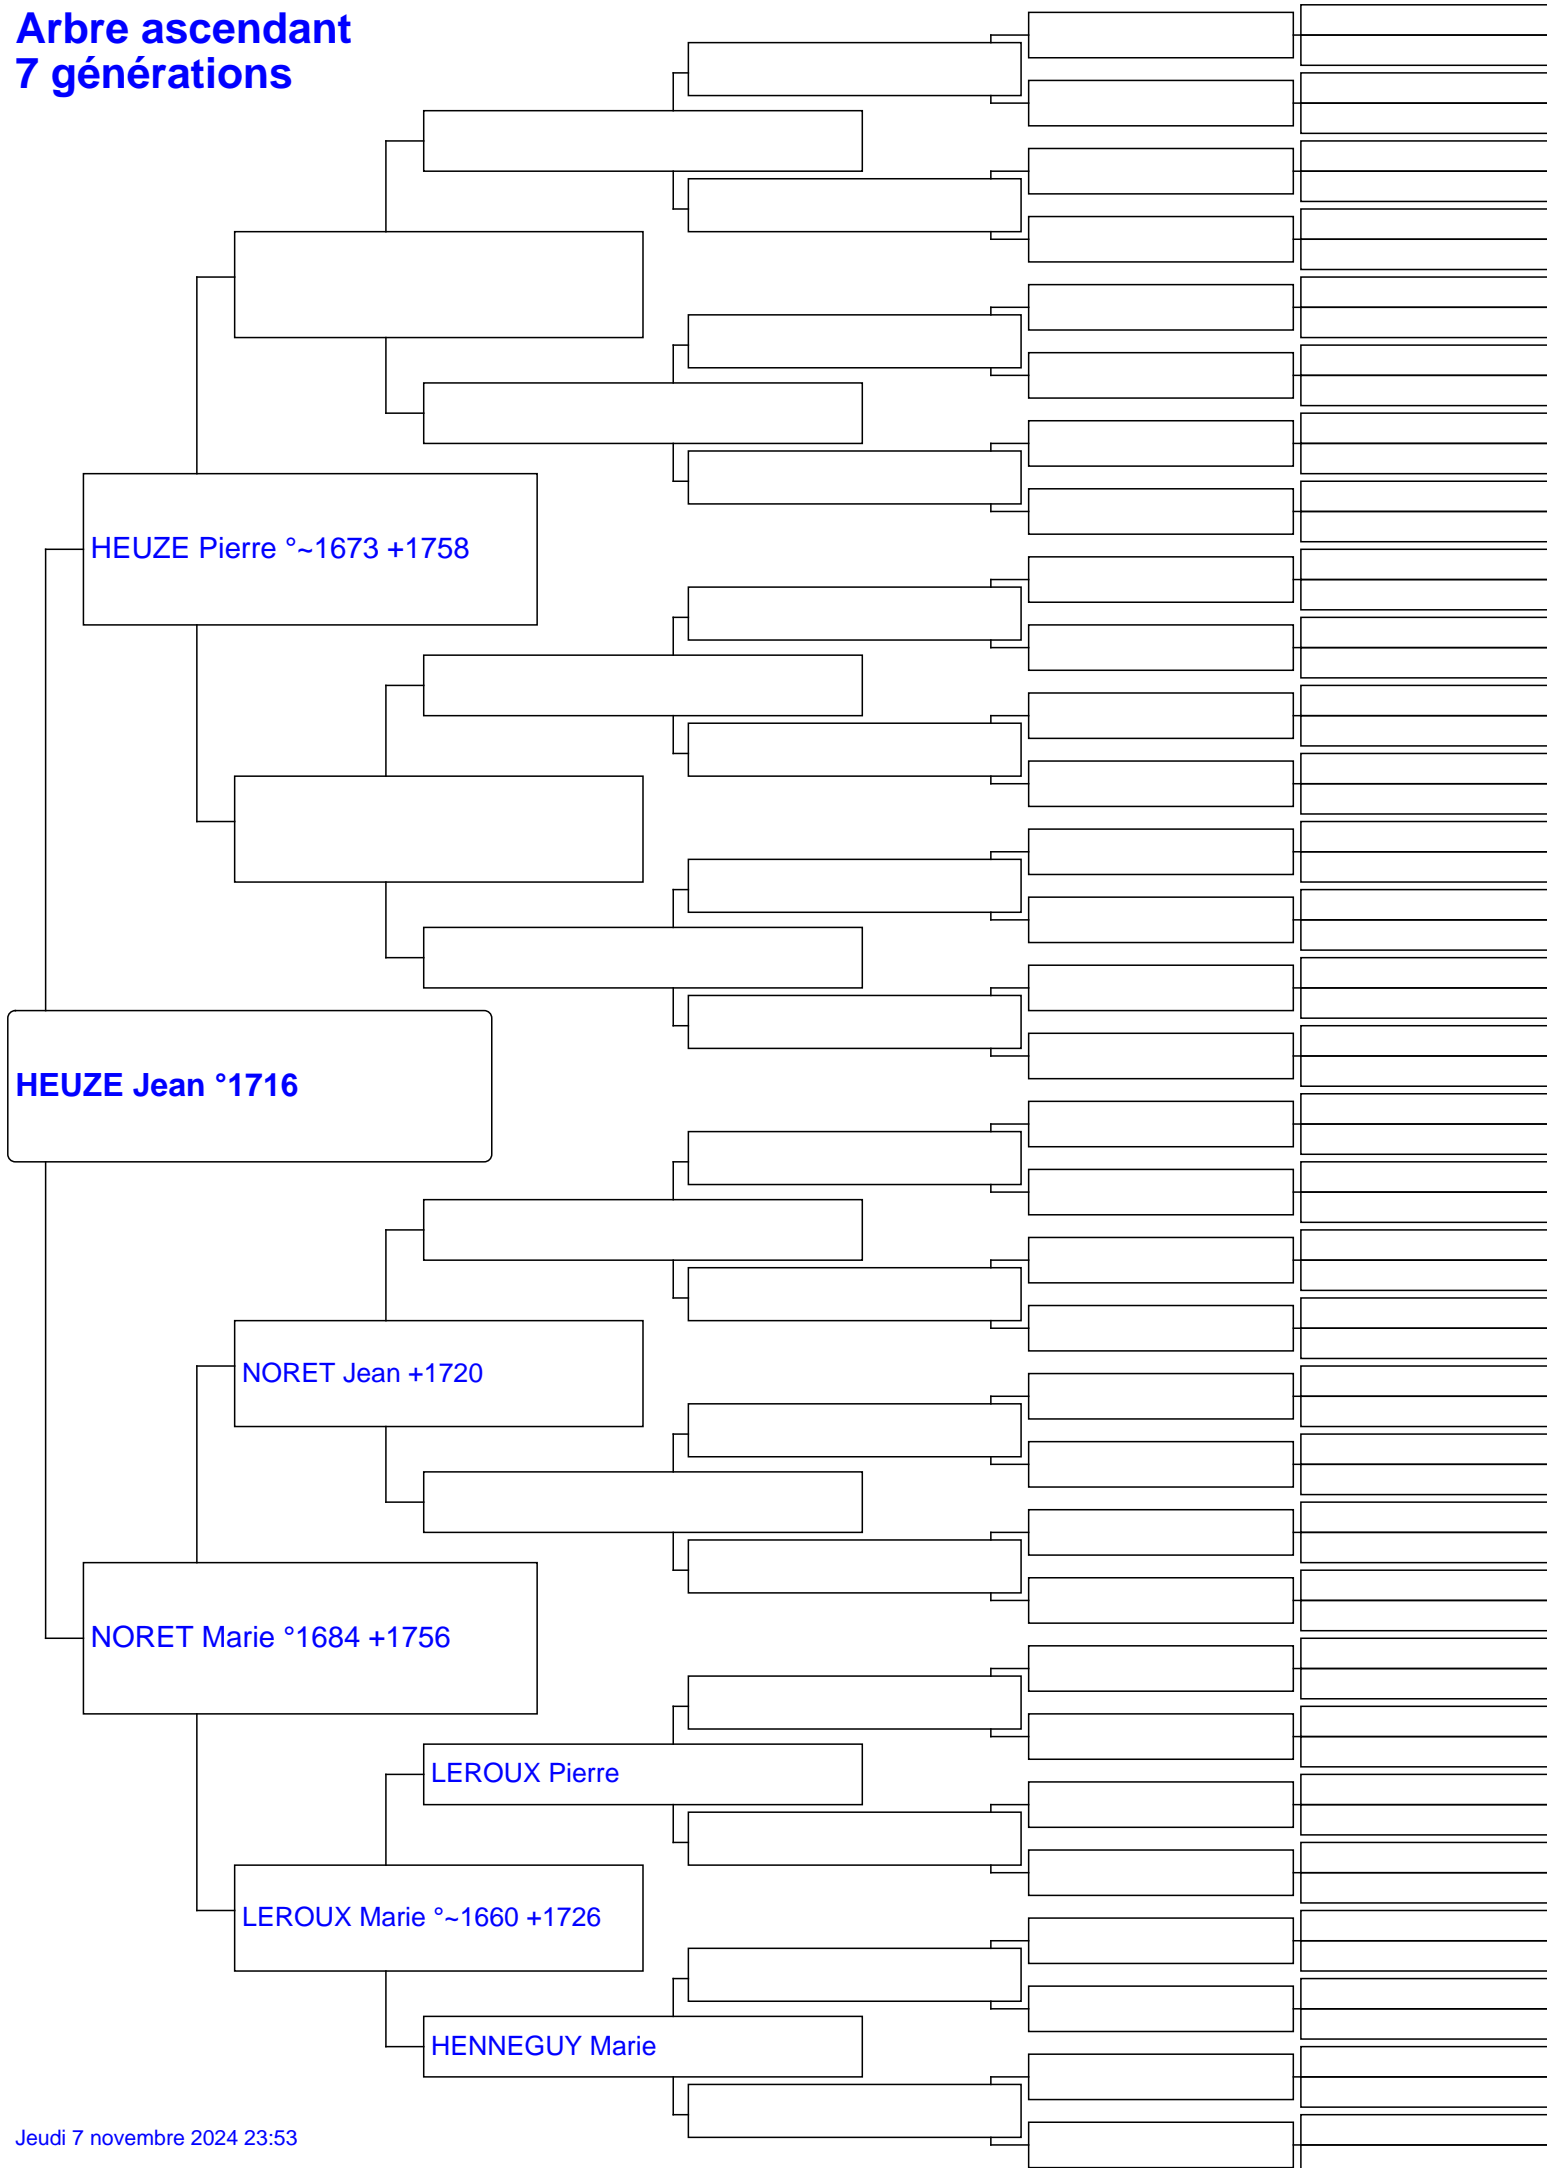 Arbre ascendant
7 générations
HEUZE Pierre °~1673 +1758
HEUZE Jean °1716
NORET Jean +1720
NORET Marie °1684 +1756
LEROUX Pierre
LEROUX Marie °~1660 +1726
HENNEGUY Marie
Jeudi 7 novembre 2024 23:53